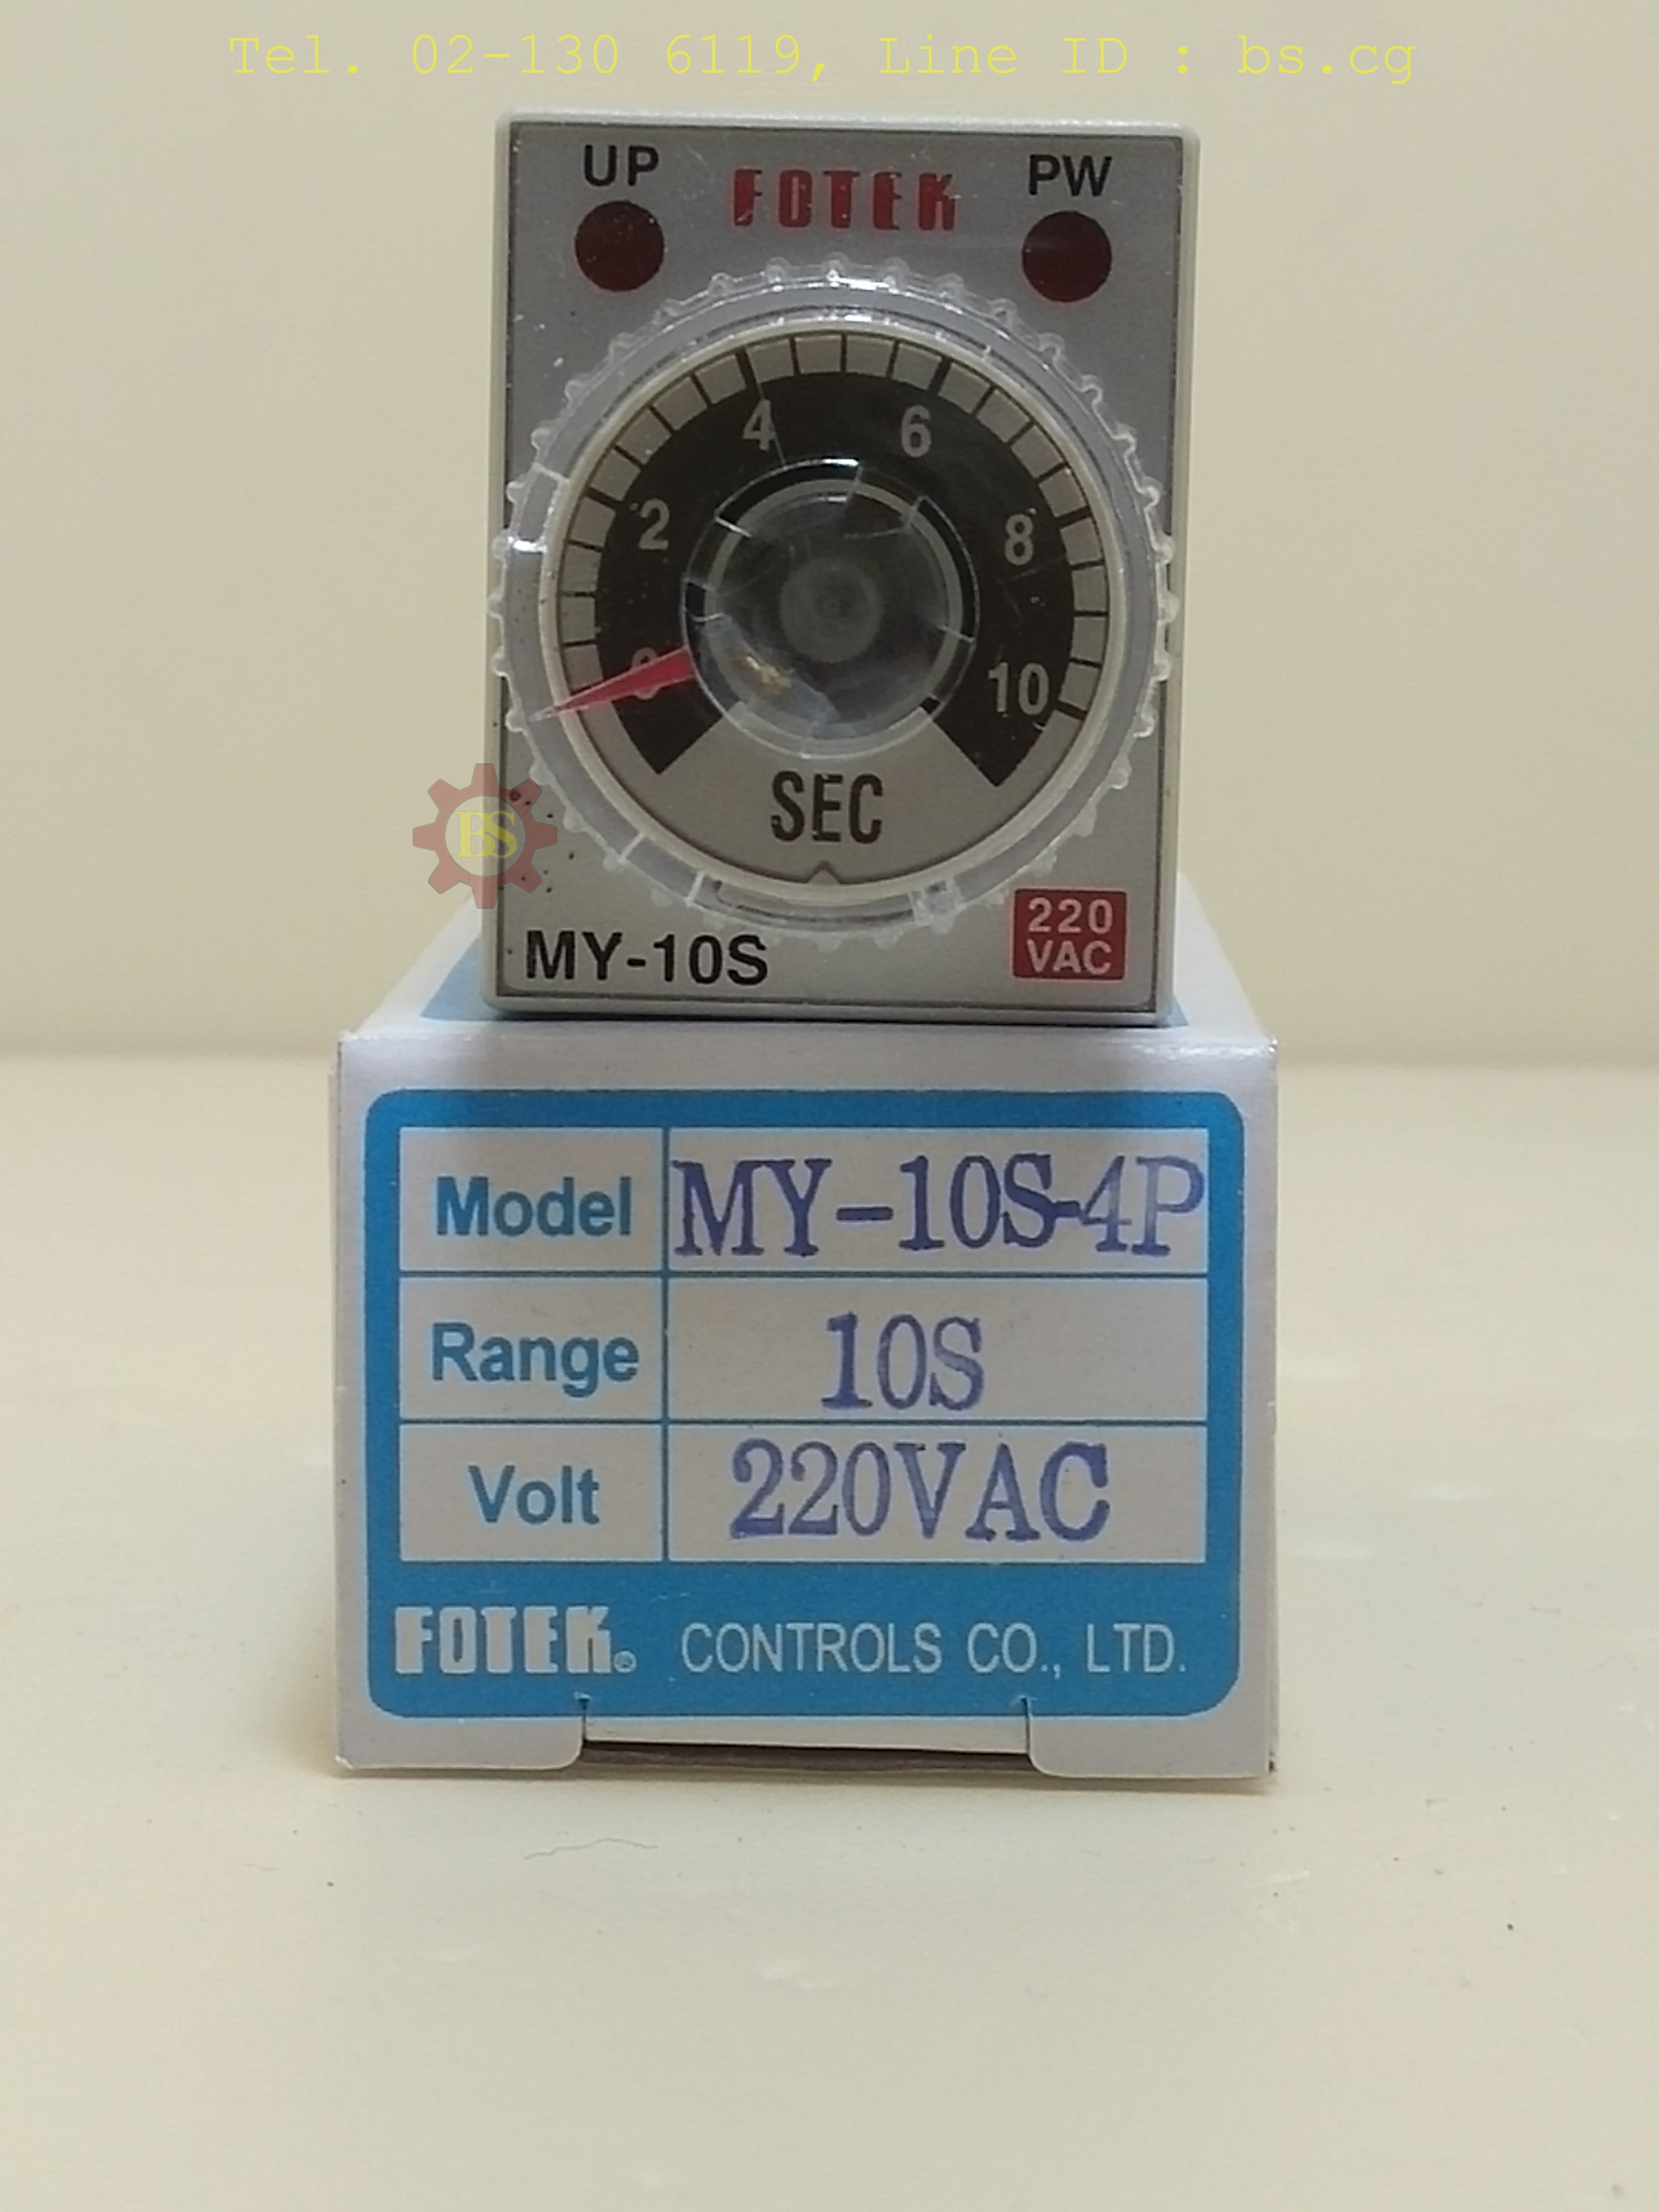 Tel. 02-130 6119, Line ID : bs.cg
UP FOTEK PW
4 6
2 8
0 10
SEC
BS
220
VAC
MY-10S
Model MY-10S-4P
Range 10S
Volt 220VAC
FOTEK® CONTROLS CO., LTD.